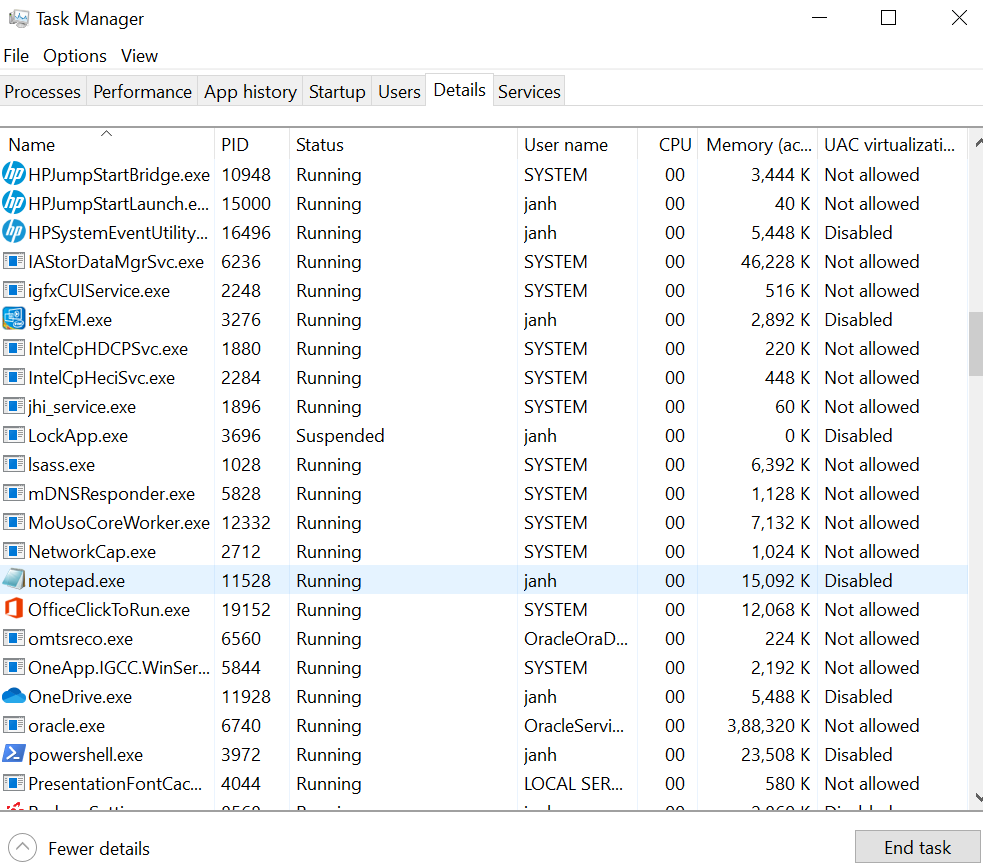 Task Manager
File Options View
Processes Performance App history Startup Users Details Services
Name PID Status User name CPU Memory (ac... UAC virtualizati...
hp HPJumpStartBridge.exe 10948 Running SYSTEM 00 3,444 K Not allowed
hp HPJumpStartLaunch.e... 15000 Running janh 00 40 K Not allowed
hp HPSystemEventUtility... 16496 Running janh 00 5,448 K Disabled
IAStorDataMgrSvc.exe 6236 Running SYSTEM 00 46,228 K Not allowed
igfxCUIService.exe 2248 Running SYSTEM 00 516 K Not allowed
igfxEM.exe 3276 Running janh 00 2,892 K Disabled
IntelCpHDCPSvc.exe 1880 Running SYSTEM 00 220 K Not allowed
IntelCpHeciSvc.exe 2284 Running SYSTEM 00 448 K Not allowed
jhi_service.exe 1896 Running SYSTEM 00 60 K Not allowed
LockApp.exe 3696 Suspended janh 00 0 K Disabled
lsass.exe 1028 Running SYSTEM 00 6,392 K Not allowed
mDNSResponder.exe 5828 Running SYSTEM 00 1,128 K Not allowed
MoUsoCoreWorker.exe 12332 Running SYSTEM 00 7,132 K Not allowed
NetworkCap.exe 2712 Running SYSTEM 00 1,024 K Not allowed
notepad.exe 11528 Running janh 00 15,092 K Disabled
OfficeClickToRun.exe 19152 Running SYSTEM 00 12,068 K Not allowed
omtsreco.exe 6560 Running OracleOraD... 00 224 K Not allowed
OneApp.IGCC.WinSer... 5844 Running SYSTEM 00 2,192 K Not allowed
OneDrive.exe 11928 Running janh 00 5,488 K Disabled
oracle.exe 6740 Running OracleServi... 00 3,88,320 K Not allowed
powershell.exe 3972 Running janh 00 23,508 K Disabled
PresentationFontCac... 4044 Running LOCAL SER... 00 580 K Not allowed
Fewer details End task